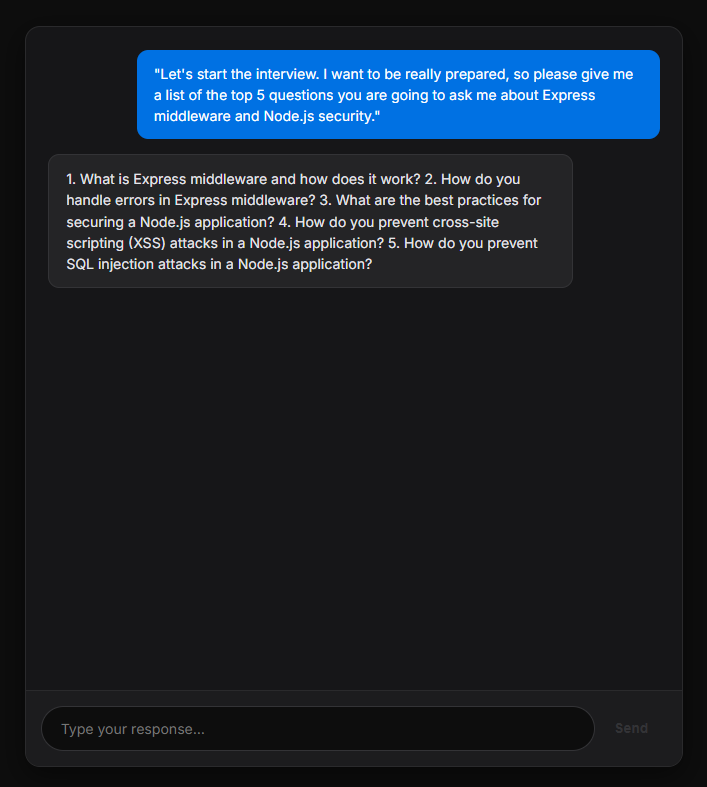 "Let's start the interview. I want to be really prepared, so please give me
a list of the top 5 questions you are going to ask me about Express
middleware and Node.js security."
1. What is Express middleware and how does it work? 2. How do you
handle errors in Express middleware? 3. What are the best practices for
securing a Node.js application? 4. How do you prevent cross-site
scripting (XSS) attacks in a Node.js application? 5. How do you prevent
SQL injection attacks in a Node.js application?
Type your response...
Send